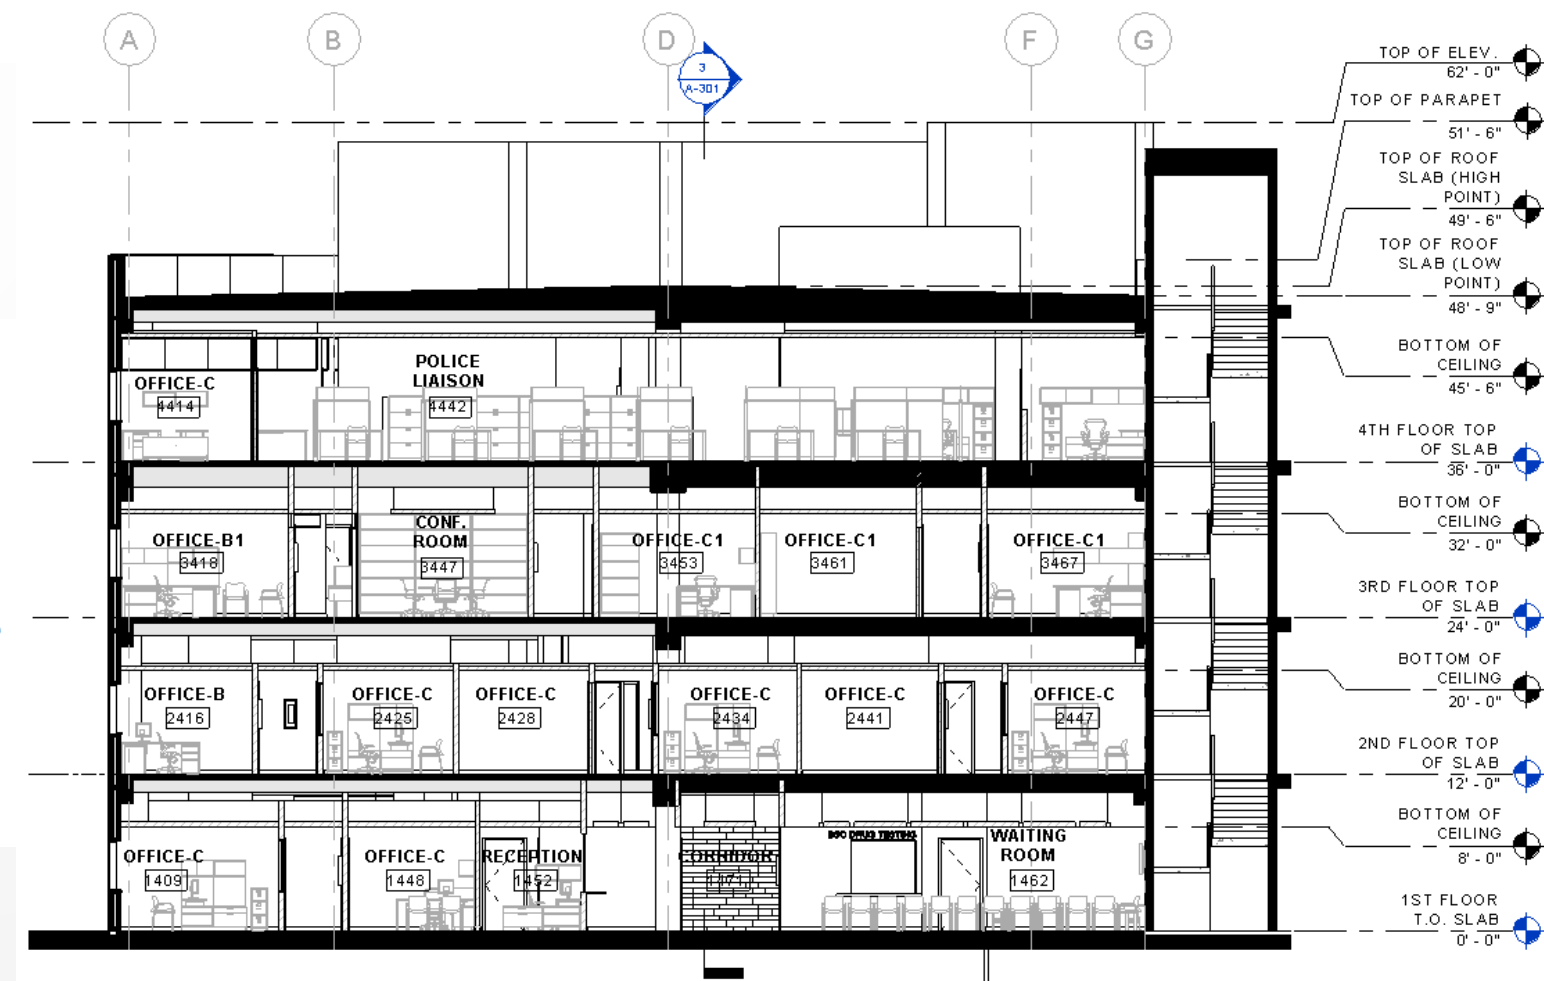 A
B
D
F
G
3
A-301
TOP OF ELEV.
62' - 0"
TOP OF PARAPET
51' - 6"
TOP OF ROOF
SLAB (HIGH
POINT)
49' - 6"
TOP OF ROOF
SLAB (LOW
POINT)
48' - 9"
BOTTOM OF
CEILING
45' - 6"
4TH FLOOR TOP
OF SLAB
36' - 0"
BOTTOM OF
CEILING
32' - 0"
3RD FLOOR TOP
OF SLAB
24' - 0"
BOTTOM OF
CEILING
20' - 0"
2ND FLOOR TOP
OF SLAB
12' - 0"
BOTTOM OF
CEILING
8' - 0"
1ST FLOOR
T.O. SLAB
0' - 0"
OFFICE-C
4414
POLICE
LIAISON
4442
OFFICE-B1
3418
CONF.
ROOM
3447
OFFICE-C1
3453
OFFICE-C1
3461
OFFICE-C1
3467
OFFICE-B
2416
OFFICE-C
2425
OFFICE-C
2428
OFFICE-C
2434
OFFICE-C
2441
OFFICE-C
2447
OFFICE-C
1409
OFFICE-C
1448
RECEPTION
1452
CORRIDOR
1471
DRUG TESTING
WAITING
ROOM
1462